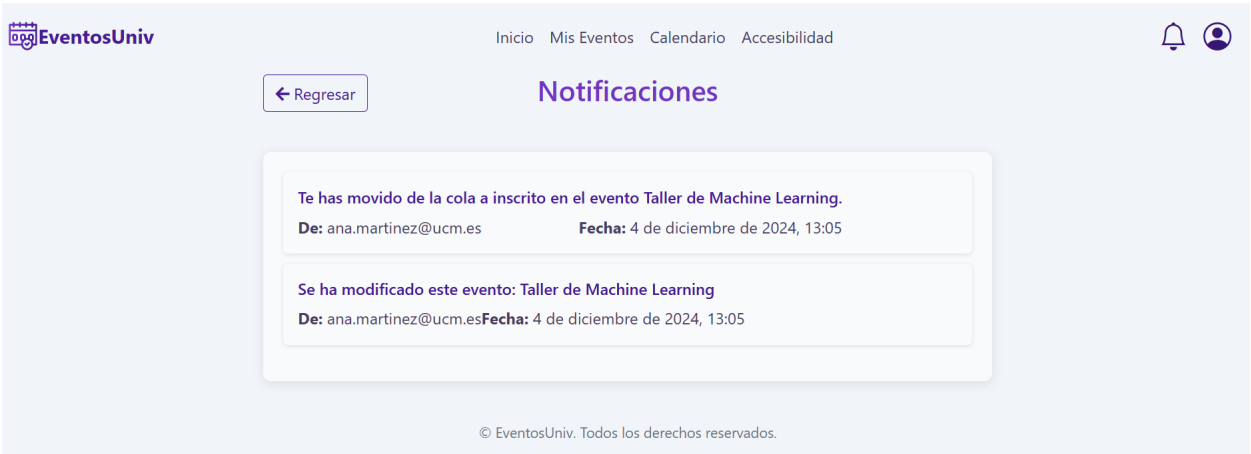 EventosUniv
Inicio Mis Eventos Calendario Accesibilidad
Regresar
Notificaciones
Te has movido de la cola a inscrito en el evento Taller de Machine Learning.
De: ana.martinez@ucm.es Fecha: 4 de diciembre de 2024, 13:05
Se ha modificado este evento: Taller de Machine Learning
De: ana.martinez@ucm.esFecha: 4 de diciembre de 2024, 13:05
© EventosUniv. Todos los derechos reservados.